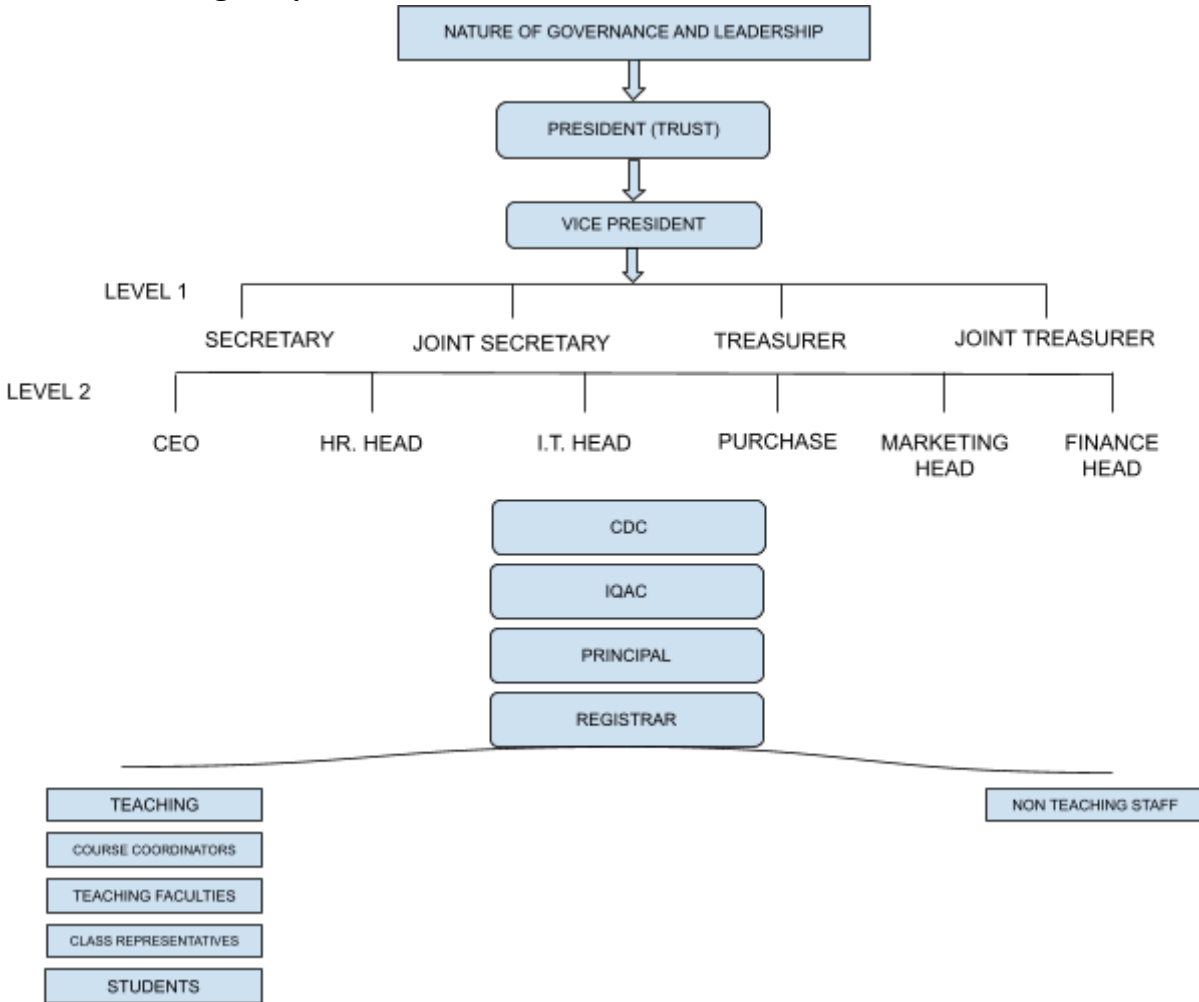 NATURE OF GOVERNANCE AND LEADERSHIP
PRESIDENT (TRUST)
VICE PRESIDENT
LEVEL 1
SECRETARY
JOINT SECRETARY
TREASURER
JOINT TREASURER
LEVEL 2
CEO
HR. HEAD
I.T. HEAD
PURCHASE
MARKETING
HEAD
FINANCE
HEAD
CDC
IQAC
PRINCIPAL
REGISTRAR
TEACHING
NON TEACHING STAFF
COURSE COORDINATORS
TEACHING FACULTIES
CLASS REPRESENTATIVES
STUDENTS